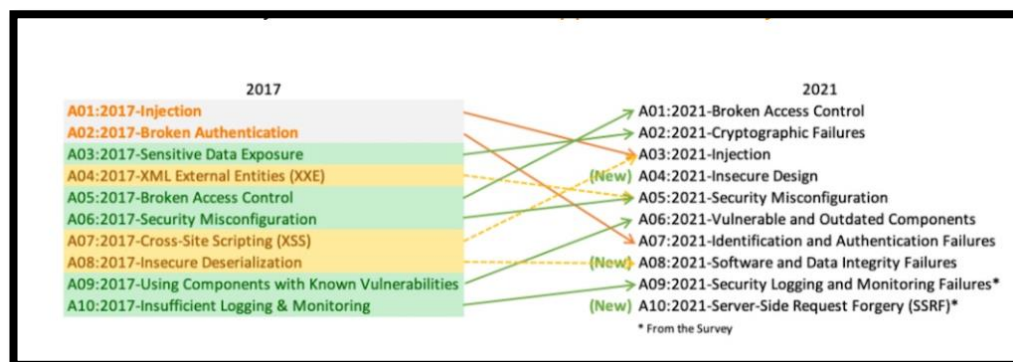 2017
2021
A01:2017-Injection
A02:2017-Broken Authentication
A03:2017-Sensitive Data Exposure
A04:2017-XML External Entities (XXE)
A05:2017-Broken Access Control
A06:2017-Security Misconfiguration
A07:2017-Cross-Site Scripting (XSS)
A08:2017-Insecure Deserialization
A09:2017-Using Components with Known Vulnerabilities
A10:2017-Insufficient Logging & Monitoring
A01:2021-Broken Access Control
A02:2021-Cryptographic Failures
A03:2021-Injection
(New) A04:2021-Insecure Design
A05:2021-Security Misconfiguration
A06:2021-Vulnerable and Outdated Components
A07:2021-Identification and Authentication Failures
(New) A08:2021-Software and Data Integrity Failures
A09:2021-Security Logging and Monitoring Failures*
(New) A10:2021-Server-Side Request Forgery (SSRF)*
* From the Survey